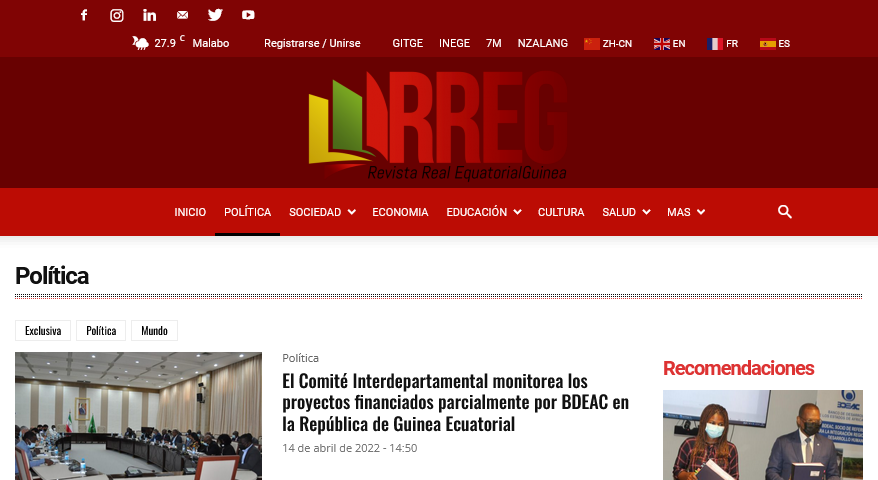 27.9 C Malabo Registrarse / Unirse GITGE INEGE 7M NZALANG ZH-CN EN FR ES
RREG
Revista Real EquatorialGuinea
INICIO POLÍTICA SOCIEDAD ECONOMIA EDUCACIÓN CULTURA SALUD MAS
Política
Exclusiva Política Mundo
Política
El Comité Interdepartamental monitorea los
proyectos financiados parcialmente por BDEAC en
la República de Guinea Ecuatorial
14 de abril de 2022 - 14:50
Recomendaciones
BDEAC